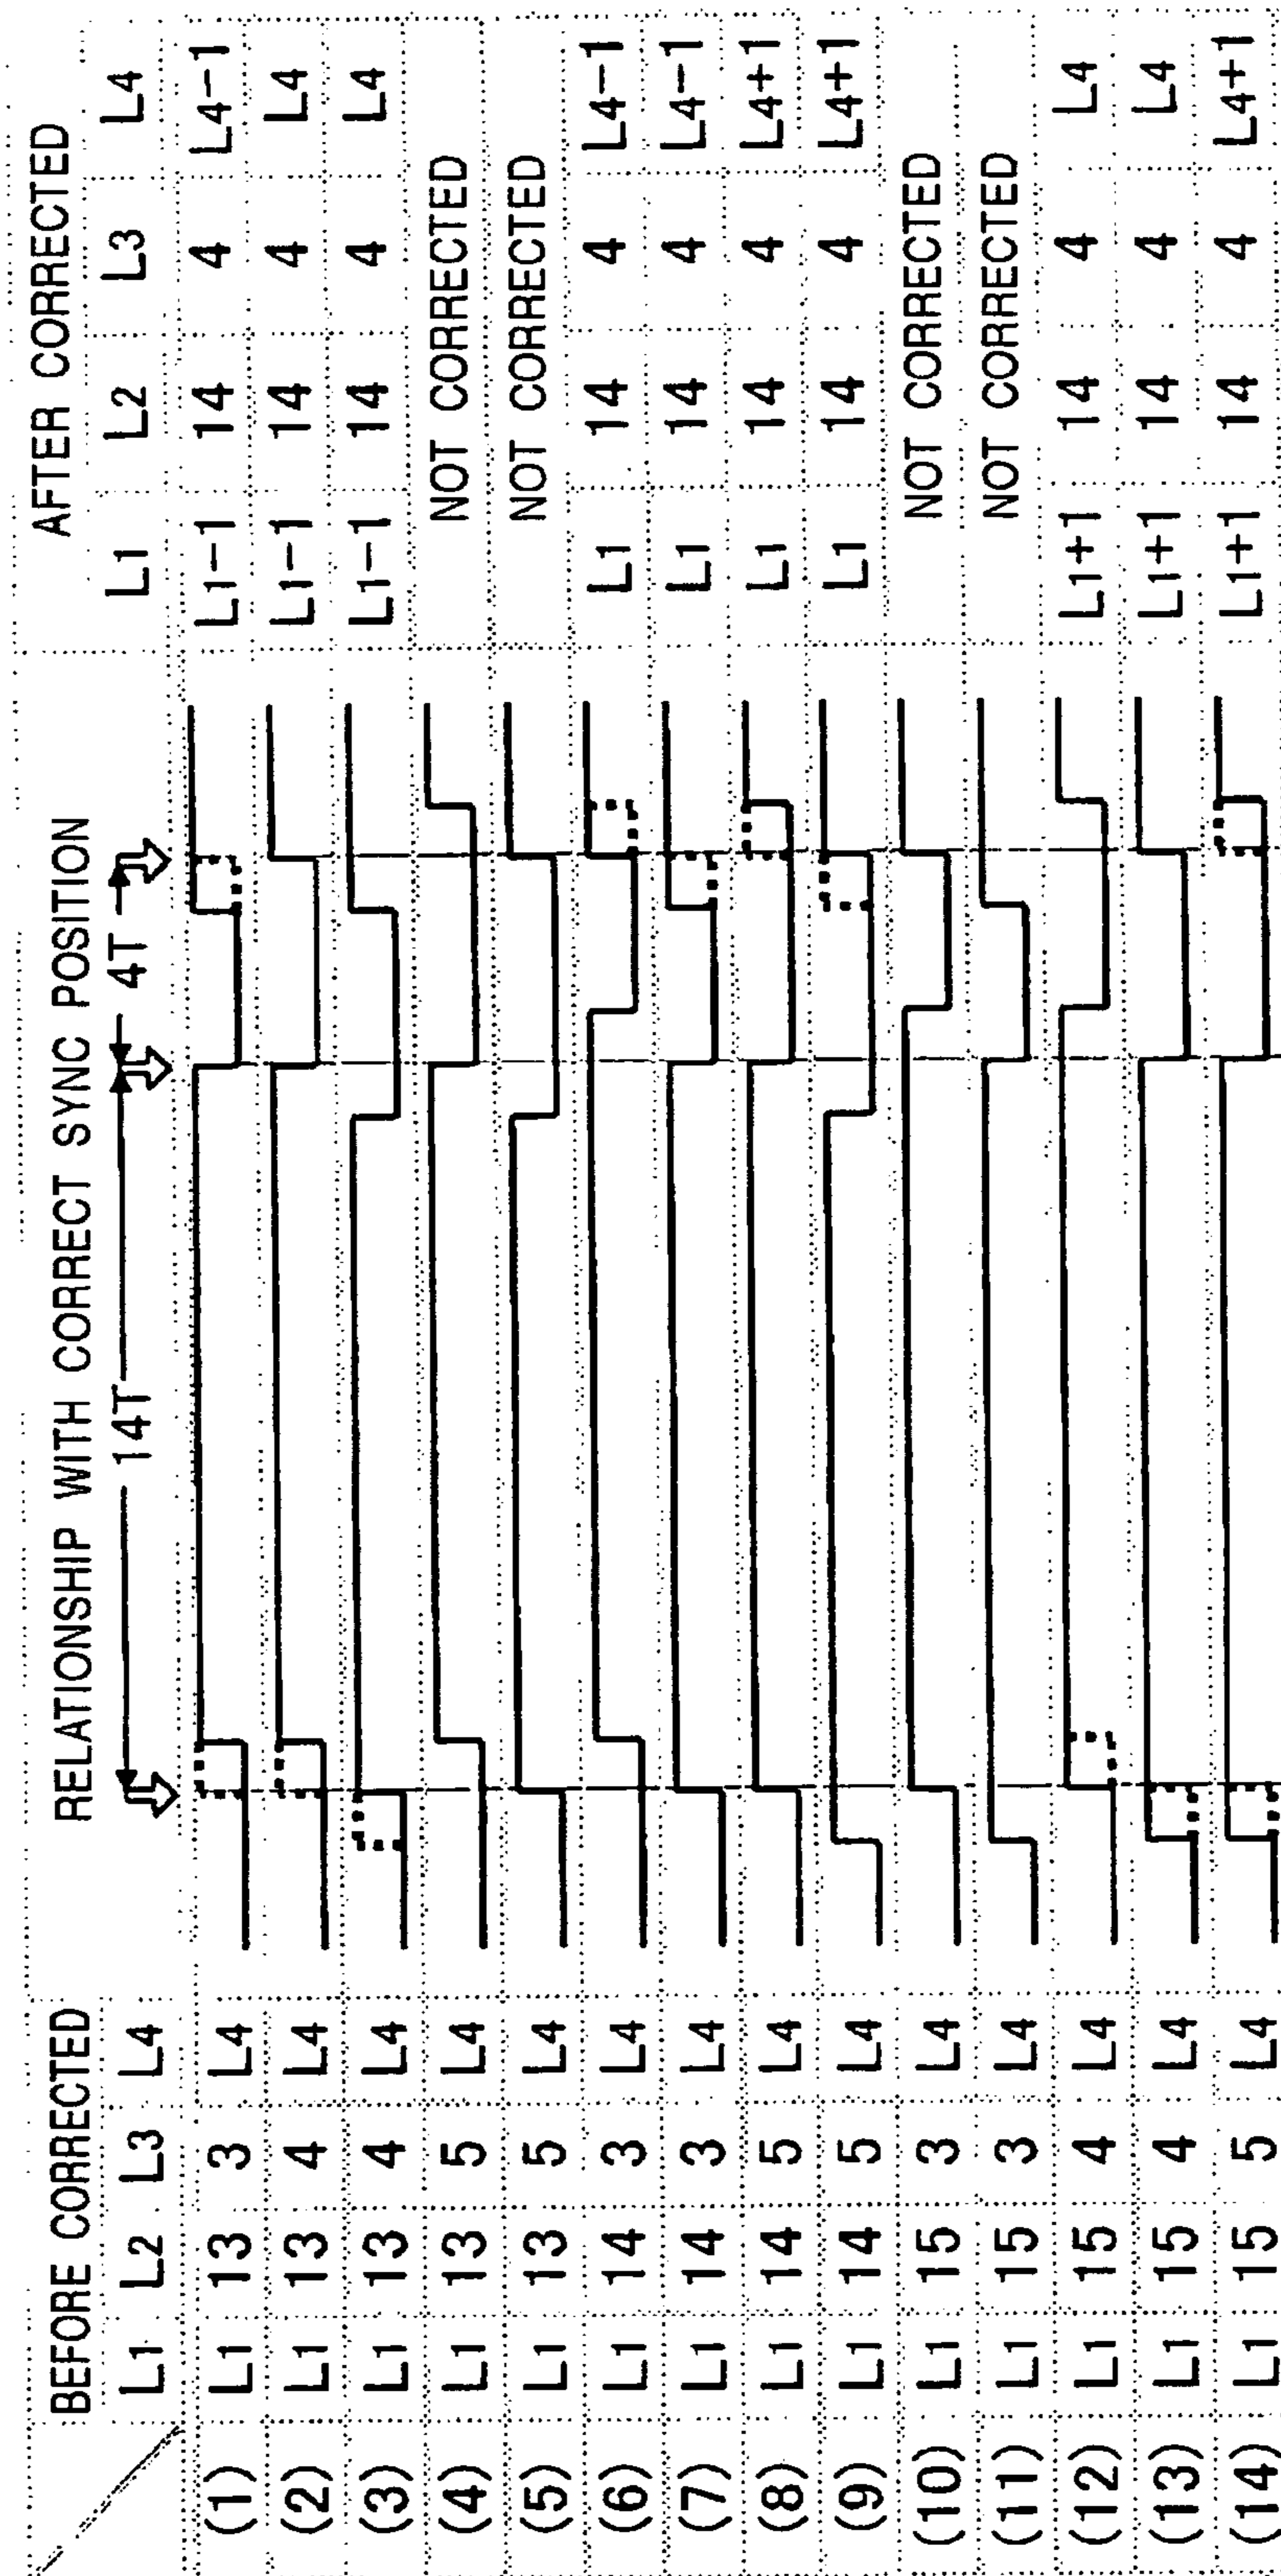 BEFORE CORRECTED RELATIONSHIP WITH CORRECT SYNC POSITION AFTER CORRECTED
L1 L2 L3 L4 14T 4T L1 L2 L3 L4
(1) L1 13 3 L4 L1-1 14 4 L4-1
(2) L1 13 4 L4 L1-1 14 4 L4
(3) L1 13 4 L4 L1-1 14 4 L4
(4) L1 13 5 L4 NOT CORRECTED
(5) L1 13 5 L4 NOT CORRECTED
(6) L1 14 3 L4 L1 14 4 L4-1
(7) L1 14 3 L4 L1 14 4 L4-1
(8) L1 14 5 L4 L1 14 4 L4+1
(9) L1 14 5 L4 L1 14 4 L4+1
(10) L1 15 3 L4 NOT CORRECTED
(11) L1 15 3 L4 NOT CORRECTED
(12) L1 15 4 L4 L1+1 14 4 L4
(13) L1 15 4 L4 L1+1 14 4 L4
(14) L1 15 5 L4 L1+1 14 4 L4+1